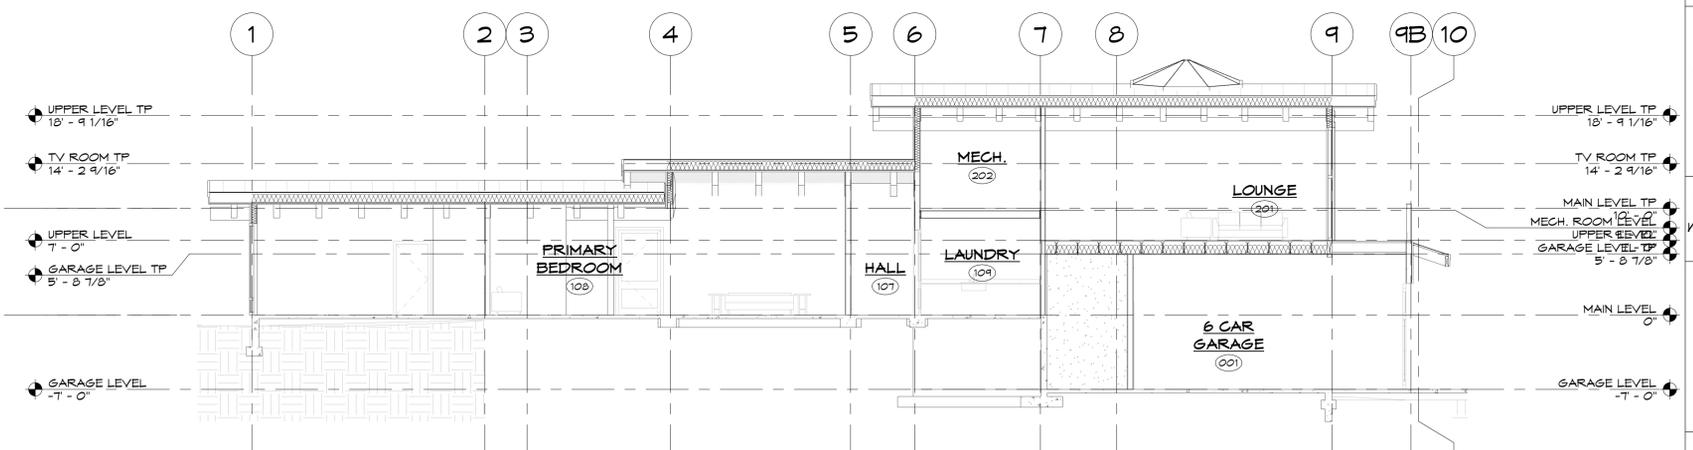 1
2
3
4
5
6
7
8
9
9B
10
UPPER LEVEL TP
18' - 9 1/16"
UPPER LEVEL TP
18' - 9 1/16"
TV ROOM TP
14' - 2 9/16"
MECH.
202
TV ROOM TP
14' - 2 9/16"
LOUNGE
201
MAIN LEVEL TP
10' - 0"
MECH. ROOM LEVEL
UPPER LEVEL
7' - 0"
PRIMARY
BEDROOM
108
HALL
107
LAUNDRY
109
UPPER LEVEL
GARAGE LEVEL TP
5' - 8 7/8"
GARAGE LEVEL TP
5' - 8 7/8"
MAIN LEVEL
0"
6 CAR
GARAGE
001
GARAGE LEVEL
-7' - 0"
GARAGE LEVEL
-7' - 0"